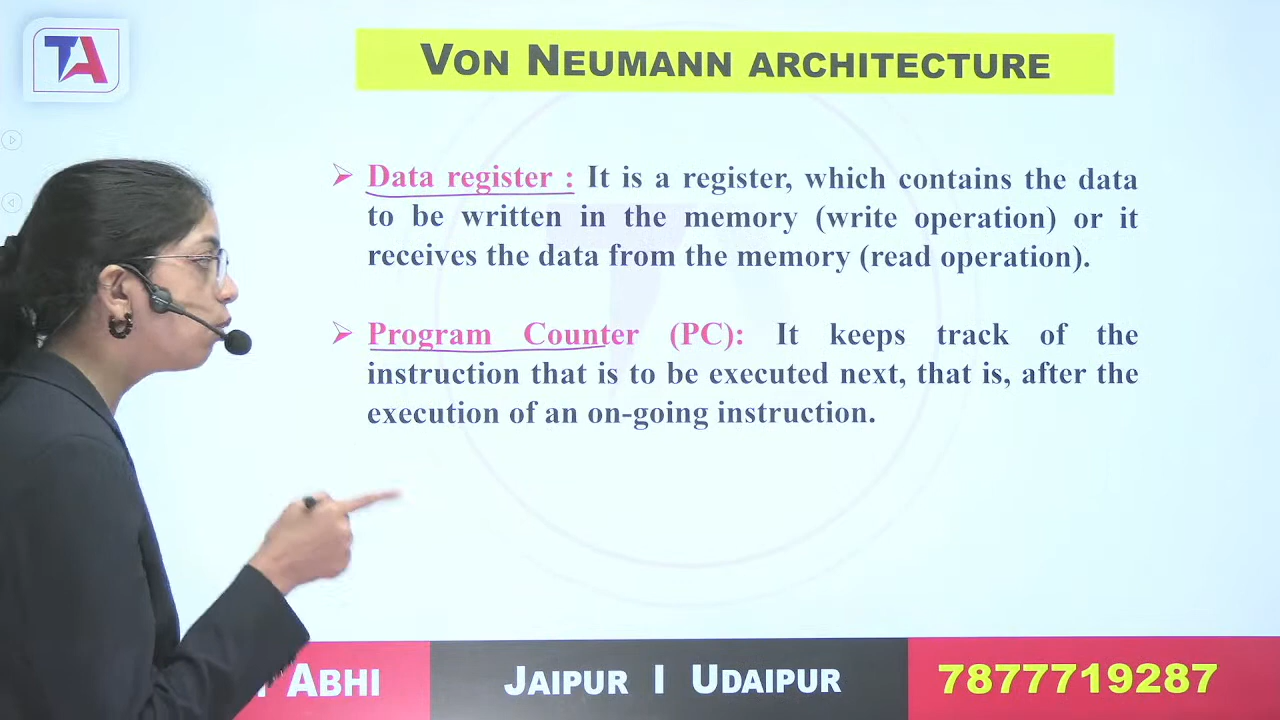 TA
VON NEUMANN ARCHITECTURE
➢ Data register : It is a register, which contains the data
to be written in the memory (write operation) or it
receives the data from the memory (read operation).
➢ Program Counter (PC): It keeps track of the
instruction that is to be executed next, that is, after the
execution of an on-going instruction.
ABHI
JAIPUR | UDAIPUR
7877719287